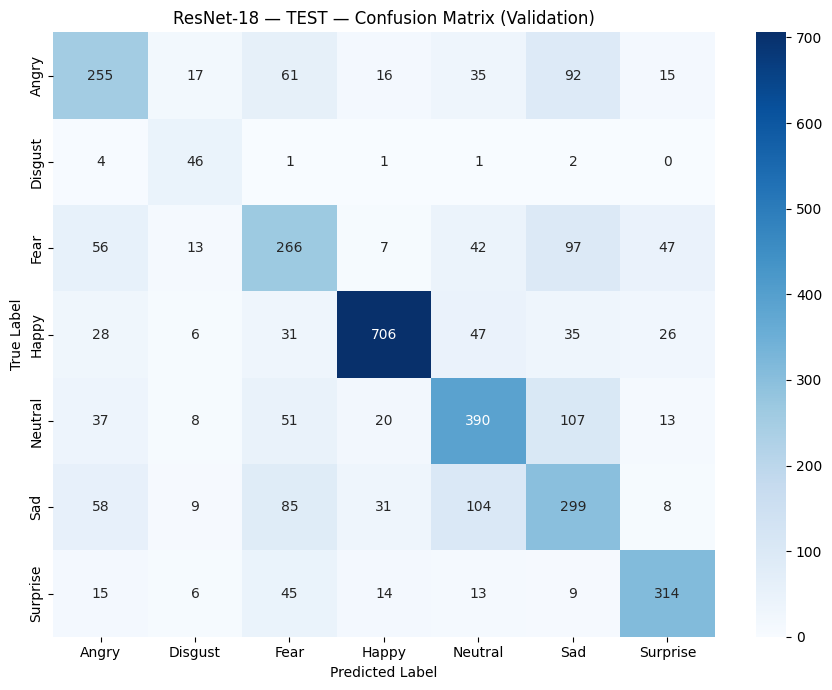 ResNet-18 — TEST — Confusion Matrix (Validation)
True Label
Angry 255 17 61 16 35 92 15
Disgust 4 46 1 1 1 2 0
Fear 56 13 266 7 42 97 47
Happy 28 6 31 706 47 35 26
Neutral 37 8 51 20 390 107 13
Sad 58 9 85 31 104 299 8
Surprise 15 6 45 14 13 9 314
Angry Disgust Fear Happy Neutral Sad Surprise
Predicted Label
700
600
500
400
300
200
100
0